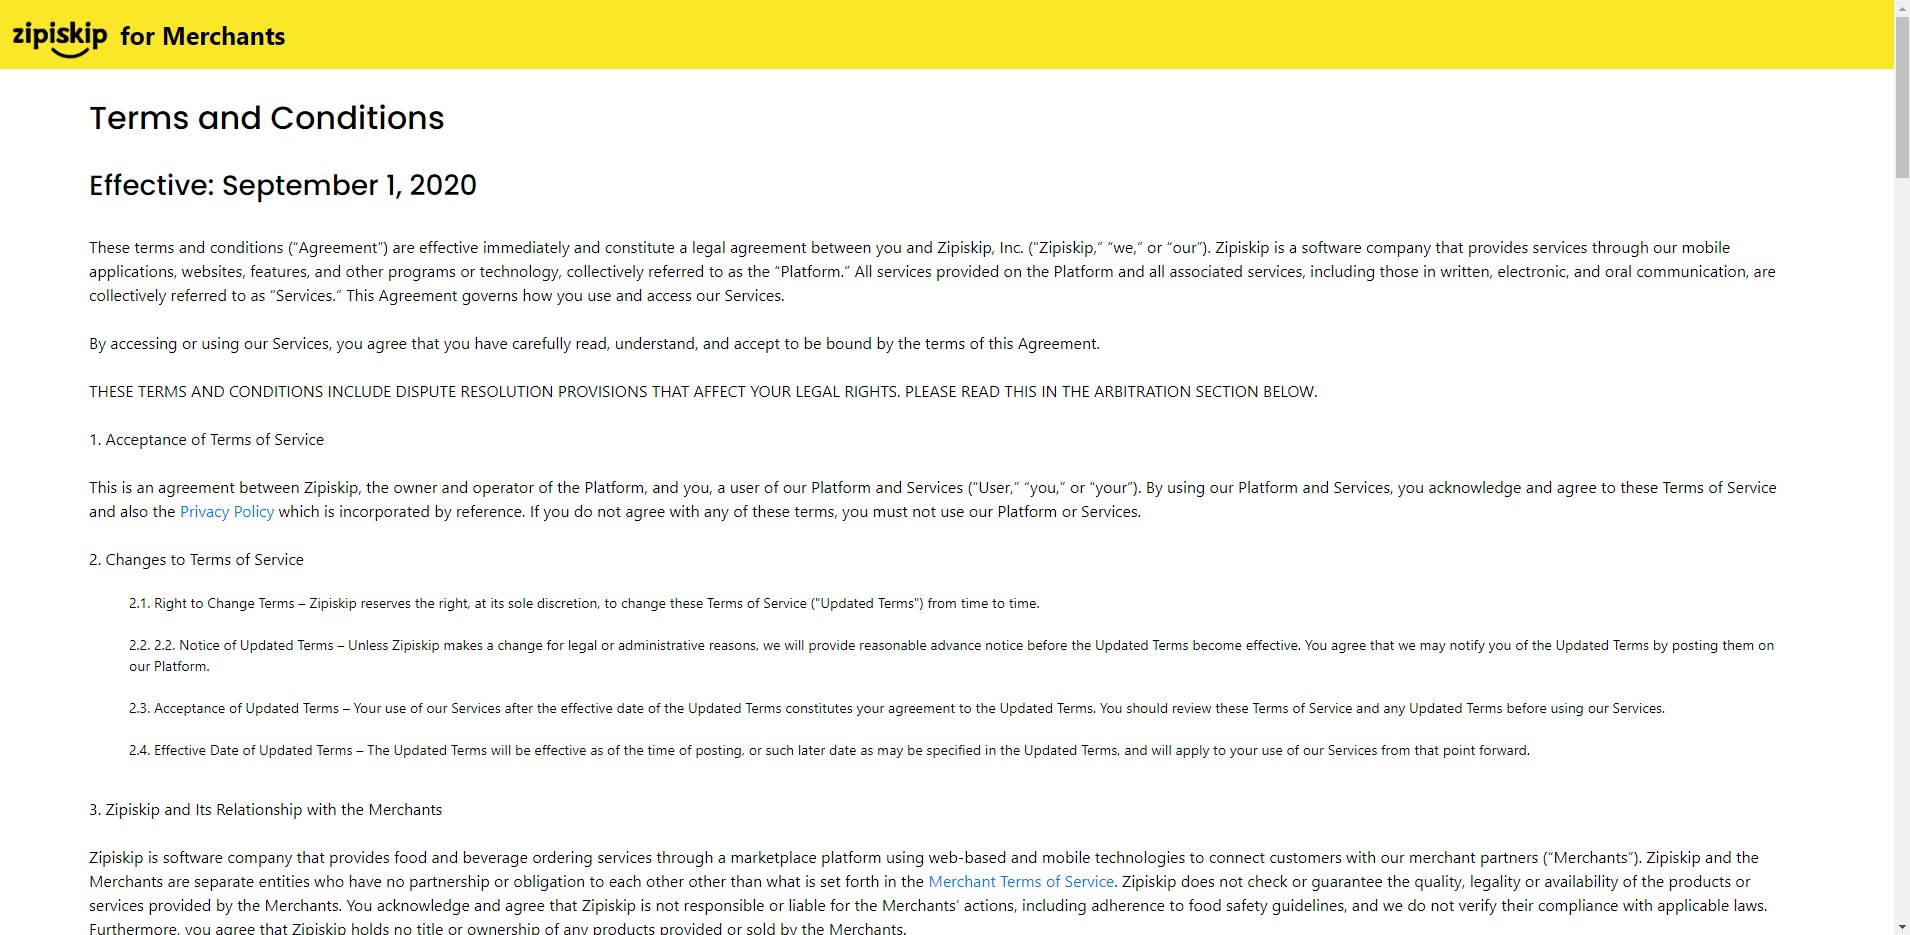 zipiskip for Merchants
Terms and Conditions
Effective: September 1, 2020
These terms and conditions (“Agreement”) are effective immediately and constitute a legal agreement between you and Zipiskip, Inc. (“Zipiskip,” “we,” or “our”). Zipiskip is a software company that provides services through our mobile
applications, websites, features, and other programs or technology, collectively referred to as the “Platform.” All services provided on the Platform and all associated services, including those in written, electronic, and oral communication, are
collectively referred to as “Services.” This Agreement governs how you use and access our Services.
By accessing or using our Services, you agree that you have carefully read, understand, and accept to be bound by the terms of this Agreement.
THESE TERMS AND CONDITIONS INCLUDE DISPUTE RESOLUTION PROVISIONS THAT AFFECT YOUR LEGAL RIGHTS. PLEASE READ THIS IN THE ARBITRATION SECTION BELOW.
1. Acceptance of Terms of Service
This is an agreement between Zipiskip, the owner and operator of the Platform, and you, a user of our Platform and Services (“User,” “you,” or “your”). By using our Platform and Services, you acknowledge and agree to these Terms of Service
and also the Privacy Policy which is incorporated by reference. If you do not agree with any of these terms, you must not use our Platform or Services.
2. Changes to Terms of Service
2.1. Right to Change Terms – Zipiskip reserves the right, at its sole discretion, to change these Terms of Service ("Updated Terms") from time to time.
2.2. 2.2. Notice of Updated Terms – Unless Zipiskip makes a change for legal or administrative reasons, we will provide reasonable advance notice before the Updated Terms become effective. You agree that we may notify you of the Updated Terms by posting them on
our Platform.
2.3. Acceptance of Updated Terms – Your use of our Services after the effective date of the Updated Terms constitutes your agreement to the Updated Terms. You should review these Terms of Service and any Updated Terms before using our Services.
2.4. Effective Date of Updated Terms – The Updated Terms will be effective as of the time of posting, or such later date as may be specified in the Updated Terms, and will apply to your use of our Services from that point forward.
3. Zipiskip and Its Relationship with the Merchants
Zipiskip is software company that provides food and beverage ordering services through a marketplace platform using web-based and mobile technologies to connect customers with our merchant partners (“Merchants”). Zipiskip and the
Merchants are separate entities who have no partnership or obligation to each other other than what is set forth in the Merchant Terms of Service. Zipiskip does not check or guarantee the quality, legality or availability of the products or
services provided by the Merchants. You acknowledge and agree that Zipiskip is not responsible or liable for the Merchants’ actions, including adherence to food safety guidelines, and we do not verify their compliance with applicable laws.
Furthermore, you agree that Zipiskip holds no title or ownership of any products provided or sold by the Merchants.